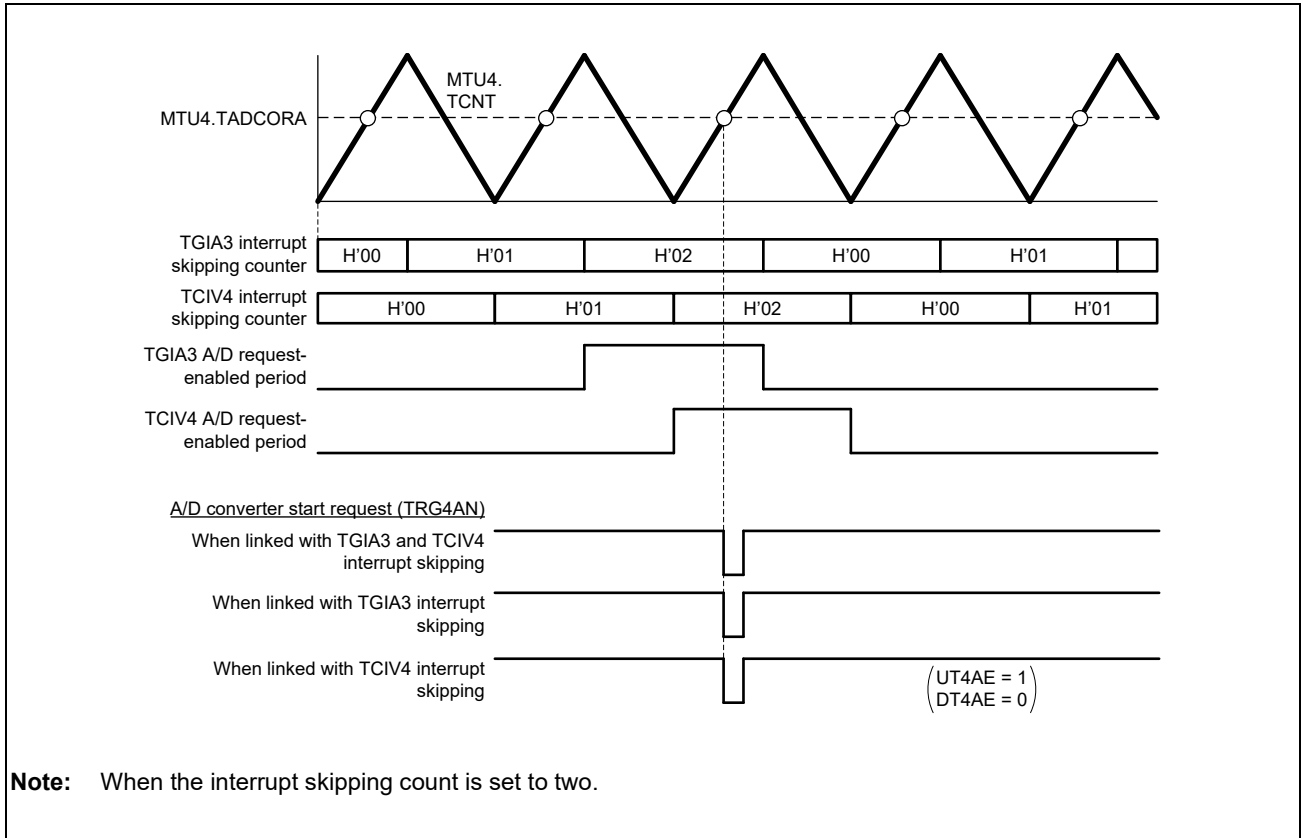 MTU4.
TCNT
MTU4.TADCORA
TGIA3 interrupt
skipping counter
H’00 H’01 H’02 H’00 H’01
TCIV4 interrupt
skipping counter
H’00 H’01 H’02 H’00 H’01
TGIA3 A/D request-
enabled period
TCIV4 A/D request-
enabled period
A/D converter start request (TRG4AN)
When linked with TGIA3 and TCIV4
interrupt skipping
When linked with TGIA3 interrupt
skipping
When linked with TCIV4 interrupt
skipping
UT4AE = 1
DT4AE = 0
Note: When the interrupt skipping count is set to two.